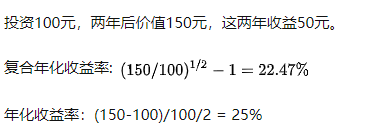 投资100元，两年后价值150元，这两年收益50元。
复合年化收益率: (150/100)^{1/2} − 1 = 22.47%
年化收益率：(150-100)/100/2 = 25%